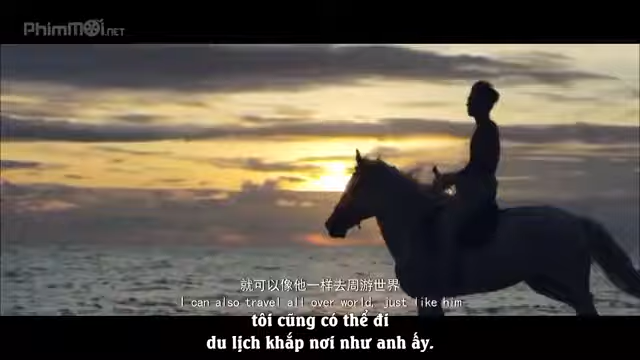 PhimMoi.NET
就可以像他一样去周游世界
I can also travel all over world, just like him
tôi cũng có thể đi
du lịch khắp nơi như anh ấy.